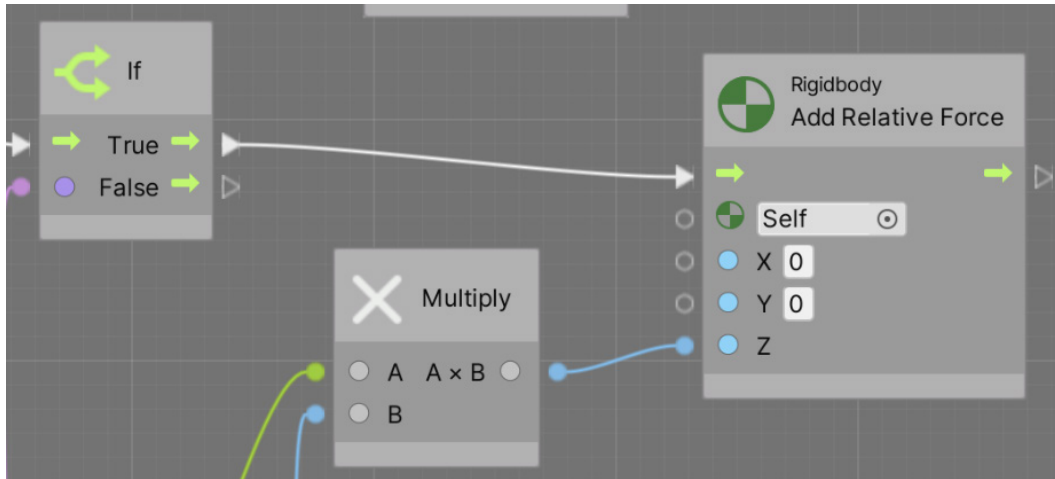 If
True
False
Multiply
A A × B
B
Rigidbody
Add Relative Force
Self
X 0
Y 0
Z